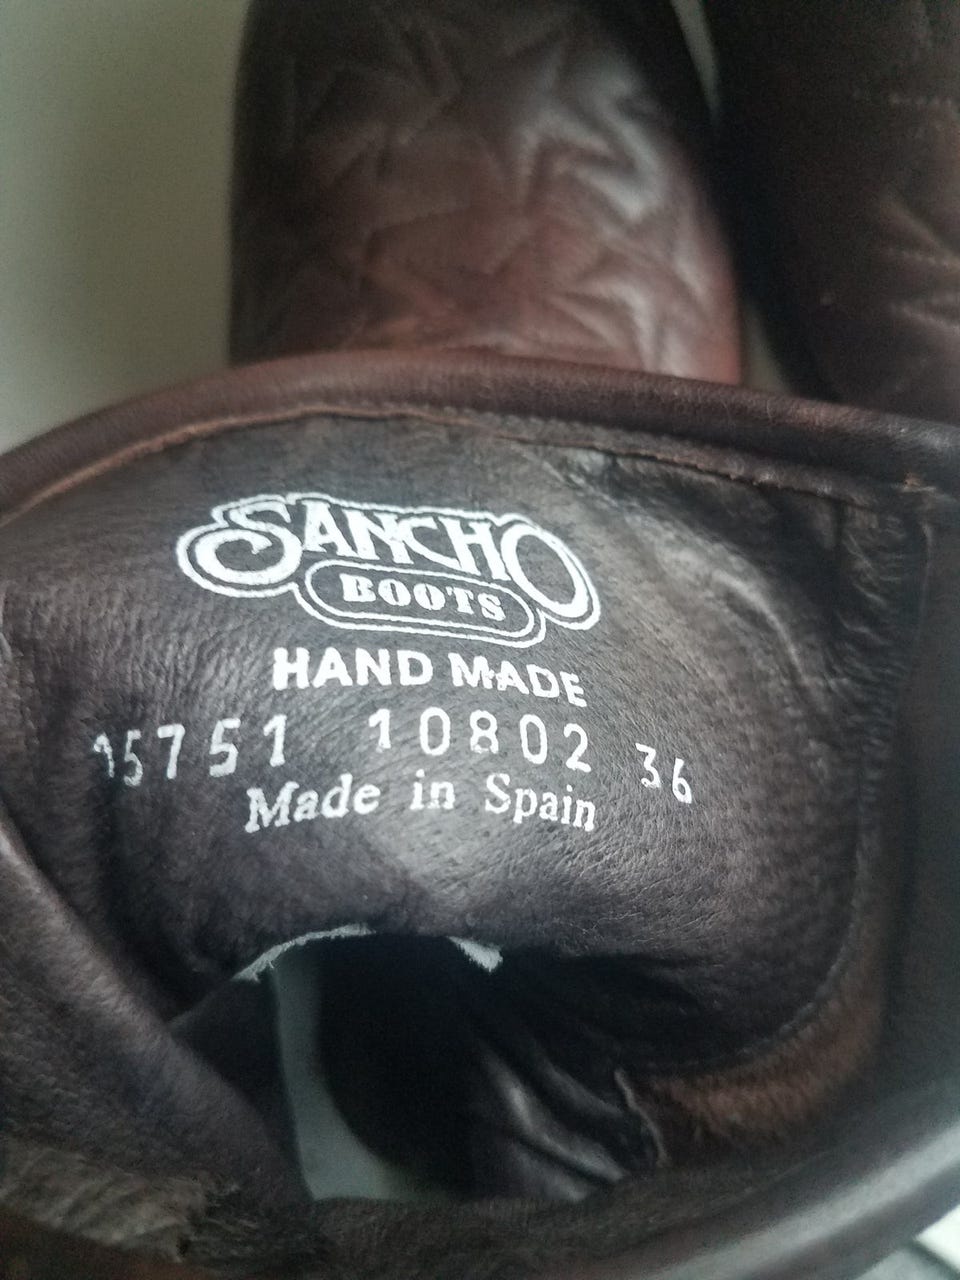 SANCHO
BOOTS
HAND MADE
15751 10802 36
Made in Spain